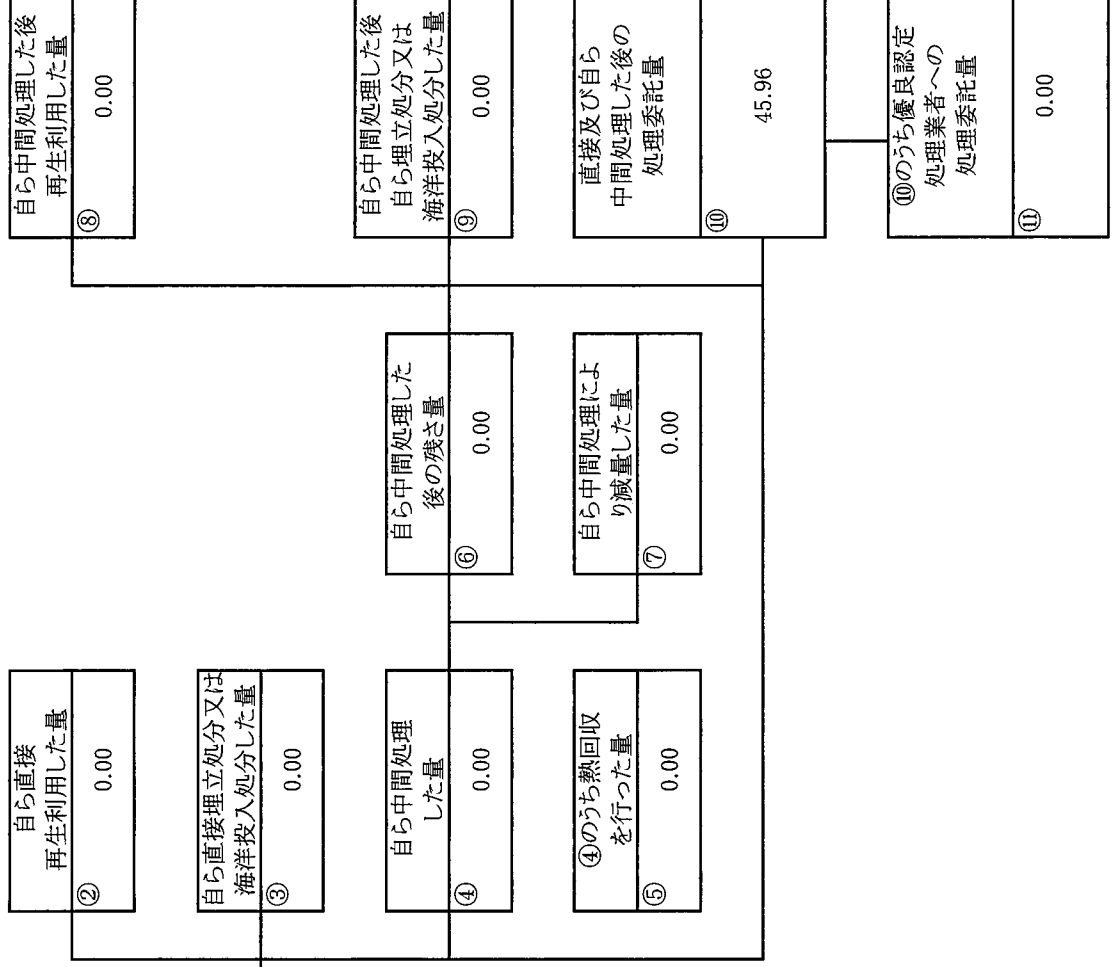 自ら直接
再生利用した量
②
0.00
自ら直接埋立処分又は
海洋投入処分した量
③
0.00
自ら中間処理
した量
④
0.00
④のうち熱回収
を行った量
⑤
0.00
自ら中間処理した
後の残さ量
⑥
0.00
自ら中間処理によ
り減量した量
⑦
0.00
自ら中間処理した後
再生利用した量
⑧
0.00
自ら中間処理した後
自ら埋立処分又は
海洋投入処分した量
⑨
0.00
直接及び自ら
中間処理した後の
処理委託量
⑩
45.96
⑩のうち優良認定
処理業者への
処理委託量
⑪
0.00